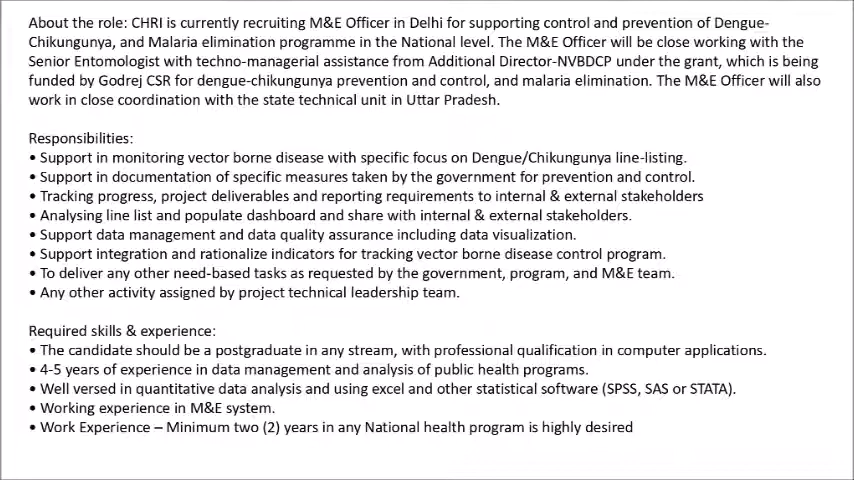 About the role: CHRI is currently recruiting M&E Officer in Delhi for supporting control and prevention of Dengue-
Chikungunya, and Malaria elimination programme in the National level. The M&E Officer will be close working with the
Senior Entomologist with techno-managerial assistance from Additional Director-NVBDCP under the grant, which is being
funded by Godrej CSR for dengue-chikungunya prevention and control, and malaria elimination. The M&E Officer will also
work in close coordination with the state technical unit in Uttar Pradesh.
Responsibilities:
• Support in monitoring vector borne disease with specific focus on Dengue/Chikungunya line-listing.
• Support in documentation of specific measures taken by the government for prevention and control.
• Tracking progress, project deliverables and reporting requirements to internal & external stakeholders
• Analysing line list and populate dashboard and share with internal & external stakeholders.
• Support data management and data quality assurance including data visualization.
• Support integration and rationalize indicators for tracking vector borne disease control program.
• To deliver any other need-based tasks as requested by the government, program, and M&E team.
• Any other activity assigned by project technical leadership team.
Required skills & experience:
• The candidate should be a postgraduate in any stream, with professional qualification in computer applications.
• 4-5 years of experience in data management and analysis of public health programs.
• Well versed in quantitative data analysis and using excel and other statistical software (SPSS, SAS or STATA).
• Working experience in M&E system.
• Work Experience – Minimum two (2) years in any National health program is highly desired